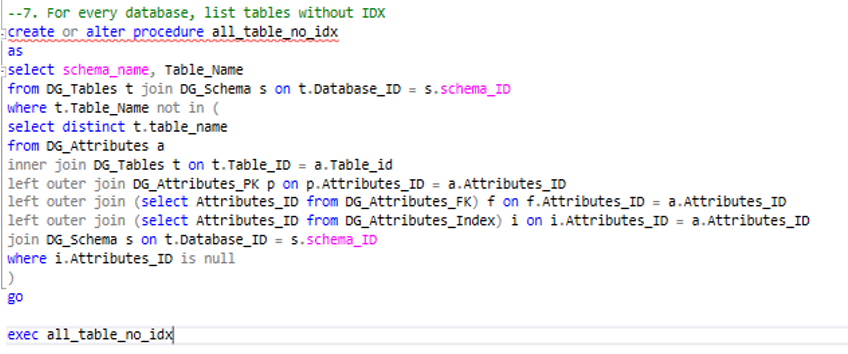 --7. For every database, list tables without IDX
create or alter procedure all_table_no_idx
as
select schema_name, Table_Name
from DG_Tables t join DG_Schema s on t.Database_ID = s.schema_ID
where t.Table_Name not in (
select distinct t.table_name
from DG_Attributes a
inner join DG_Tables t on t.Table_ID = a.Table_id
left outer join DG_Attributes_PK p on p.Attributes_ID = a.Attributes_ID
left outer join (select Attributes_ID from DG_Attributes_FK) f on f.Attributes_ID = a.Attributes_ID
left outer join (select Attributes_ID from DG_Attributes_Index) i on i.Attributes_ID = a.Attributes_ID
join DG_Schema s on t.Database_ID = s.schema_ID
where i.Attributes_ID is null
)
go
exec all_table_no_idx